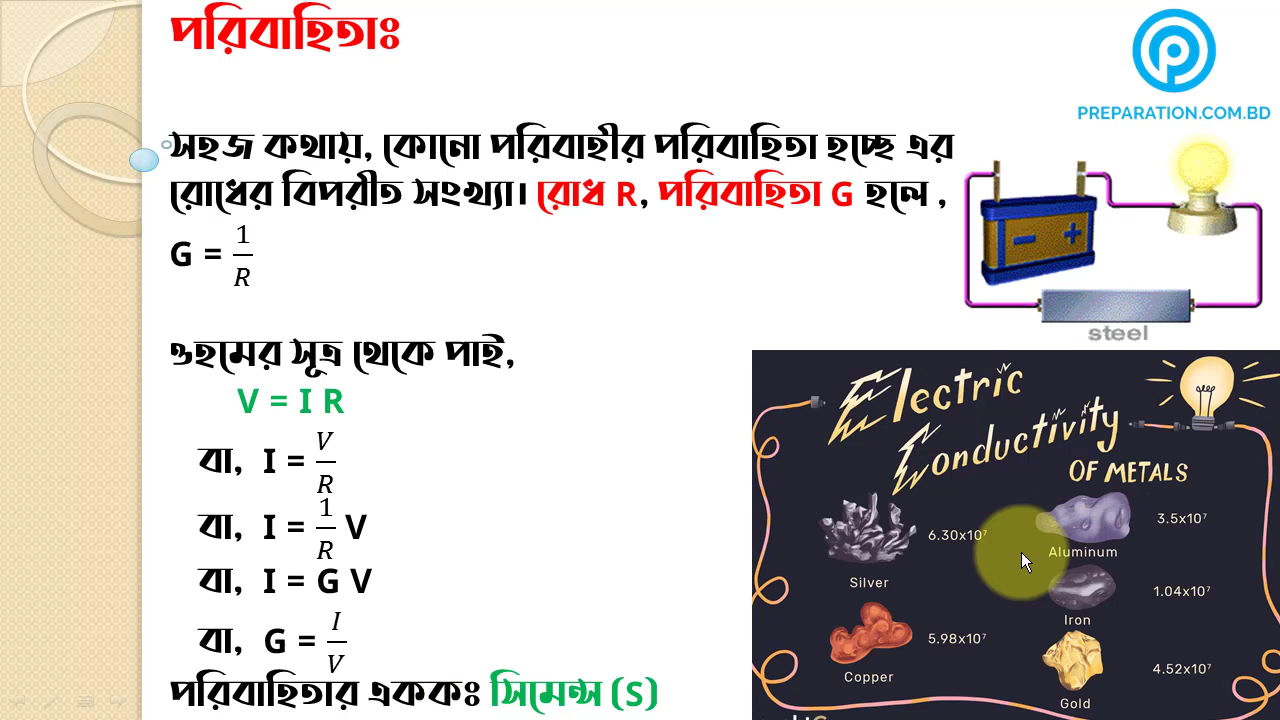 পরিবাহিতাঃ
PREPARATION.COM.BD
সহজ কথায়, কোনো পরিবাহীর পরিবাহিতা হচ্ছে এর
রোধের বিপরীত সংখ্যা। রোধ R, পরিবাহিতা G হলে ,
G = 1/R
steel
ওহমের সূত্র থেকে পাই,
V = I R
বা, I = V/R
বা, I = 1/R V
বা, I = G V
বা, G = I/V
পরিবাহিতার এককঃ সিমেন্স (S)
Electric
Conductivity
OF METALS
6.30x10⁷
Silver
3.5x10⁷
Aluminum
1.04x10⁷
Iron
5.98x10⁷
Copper
4.52x10⁷
Gold